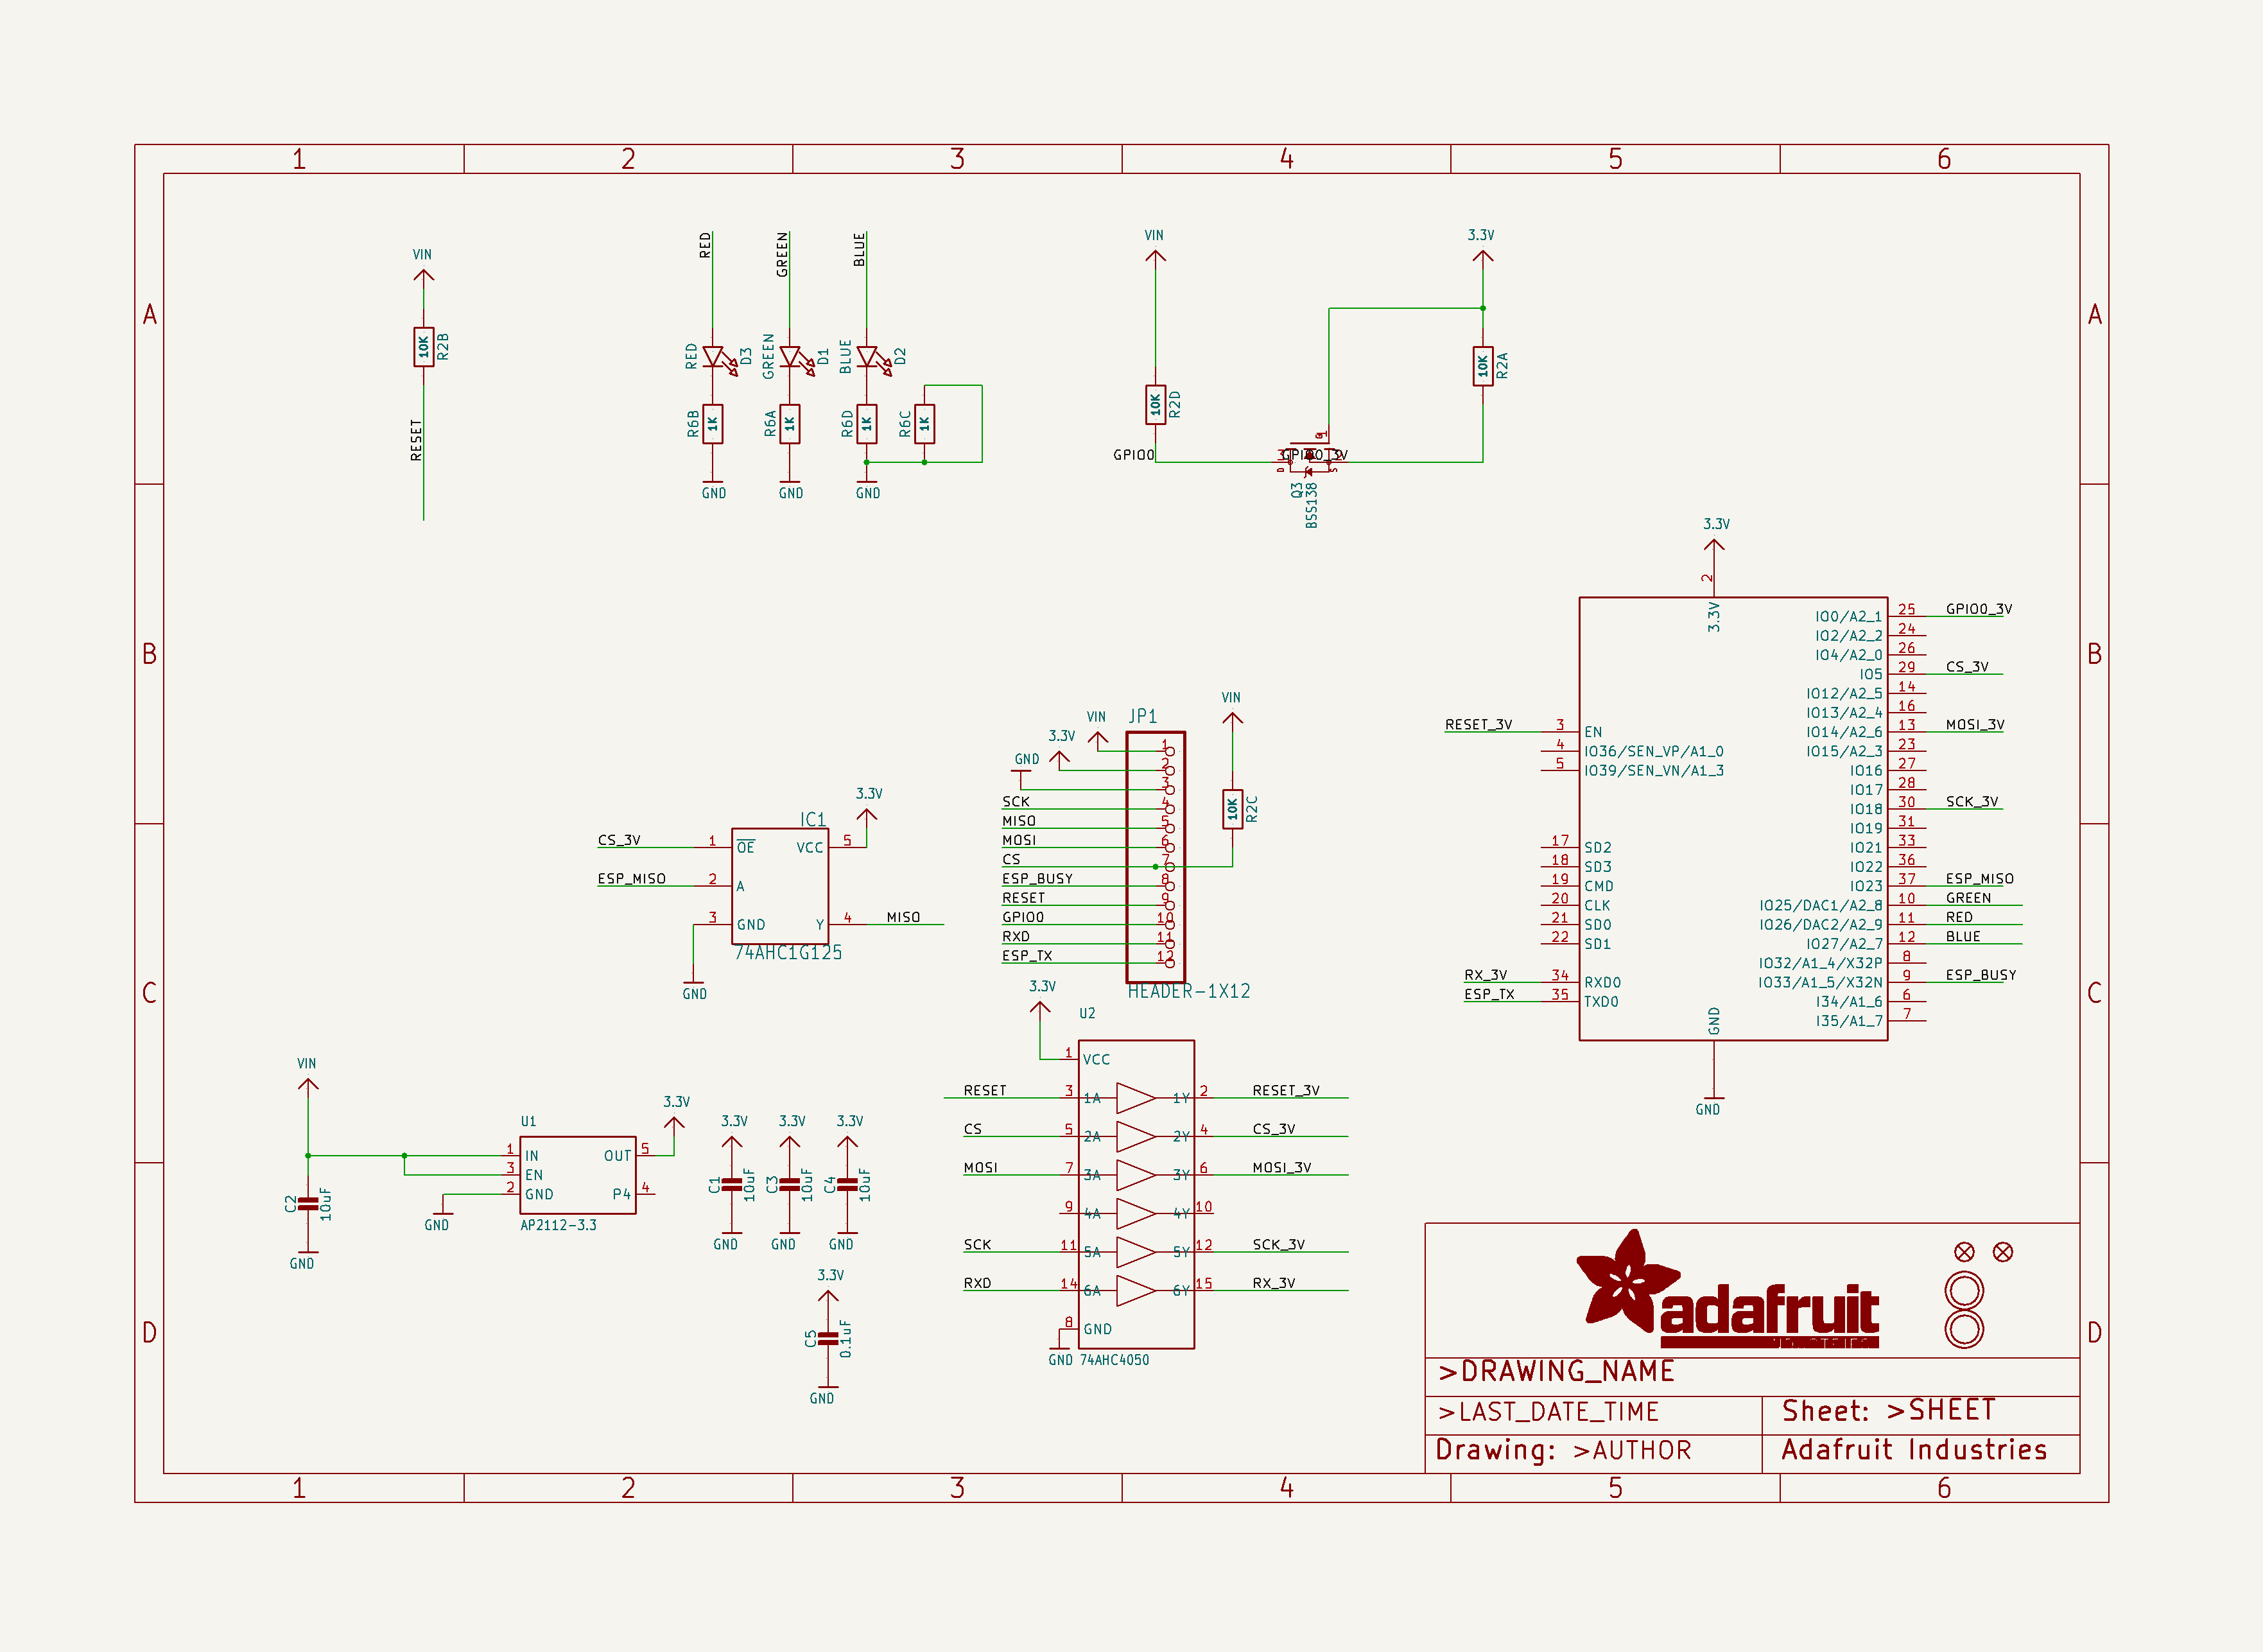 1 2 3 4 5 6
A A
B B
C C
D D
1 2 3 4 5 6
VIN
10K
R2B
RESET
RED
GREEN
BLUE
RED
D3
GREEN
D1
BLUE
D2
R6B
1K
R6A
1K
R6D
1K
R6C
1K
GND
GND
GND
VIN
10K
R2D
GPIO0
3.3V
10K
R2A
GPIO0_3V
1
G
3
D
2
S
Q3
BSS138
3.3V
2
3.3V
RESET_3V 3 EN
4 IO36/SEN_VP/A1_0
5 IO39/SEN_VN/A1_3
17 SD2
18 SD3
19 CMD
20 CLK
21 SD0
22 SD1
RX_3V 34 RXD0
ESP_TX 35 TXD0
IO0/A2_1 25 GPIO0_3V
IO2/A2_2 24
IO4/A2_0 26
IO5 29 CS_3V
IO12/A2_5 14
IO13/A2_4 16
IO14/A2_6 13 MOSI_3V
IO15/A2_3 23
IO16 27
IO17 28
IO18 30 SCK_3V
IO19 31
IO21 33
IO22 36
IO23 37 ESP_MISO
IO25/DAC1/A2_8 10 GREEN
IO26/DAC2/A2_9 11 RED
IO27/A2_7 12 BLUE
IO32/A1_4/X32P 8
IO33/A1_5/X32N 9 ESP_BUSY
I34/A1_6 6
I35/A1_7 7
GND
GND
JP1
VIN 1
3.3V 2
GND 3
SCK 4
MISO 5
MOSI 6
CS 7
ESP_BUSY 8
RESET 9
GPIO0 10
RXD 11
ESP_TX 12
HEADER-1X12
VIN
10K
R2C
IC1
3.3V
CS_3V 1 OE VCC 5
ESP_MISO 2 A
3 GND Y 4 MISO
74AHC1G125
GND
3.3V
U2
1 VCC
RESET 3 1A 1Y 2 RESET_3V
CS 5 2A 2Y 4 CS_3V
MOSI 7 3A 3Y 6 MOSI_3V
9 4A 4Y 10
SCK 11 5A 5Y 12 SCK_3V
RXD 14 6A 6Y 15 RX_3V
8 GND
GND 74AHC4050
VIN
C2
10uF
GND
U1
1 IN OUT 5
3 EN
2 GND P4 4
AP2112-3.3
GND
3.3V
3.3V
C1
10uF
GND
3.3V
C3
10uF
GND
3.3V
C4
10uF
GND
3.3V
C5
0.1uF
GND
adafruit
>DRAWING_NAME
>LAST_DATE_TIME
Sheet: >SHEET
Drawing: >AUTHOR
Adafruit Industries